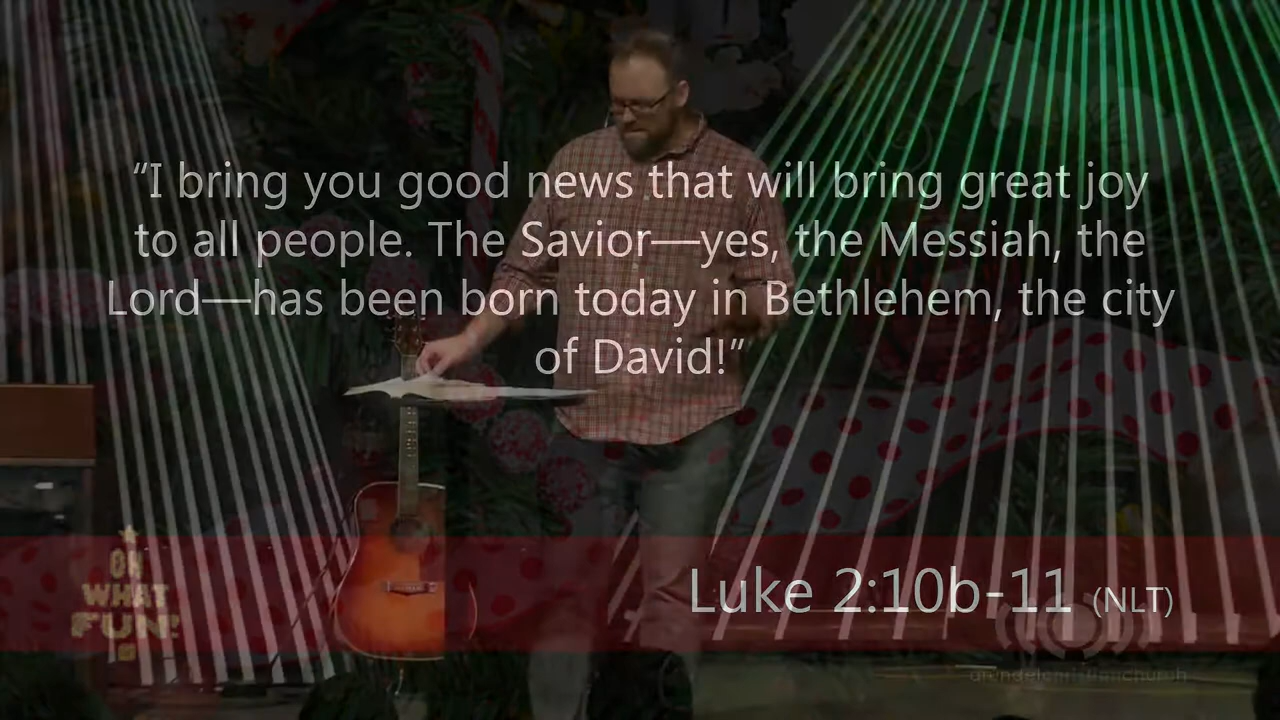 “I bring you good news that will bring great joy
to all people. The Savior—yes, the Messiah, the
Lord—has been born today in Bethlehem, the city
of David!”
Luke 2:10b-11 (NLT)
OH
WHAT
FUN!